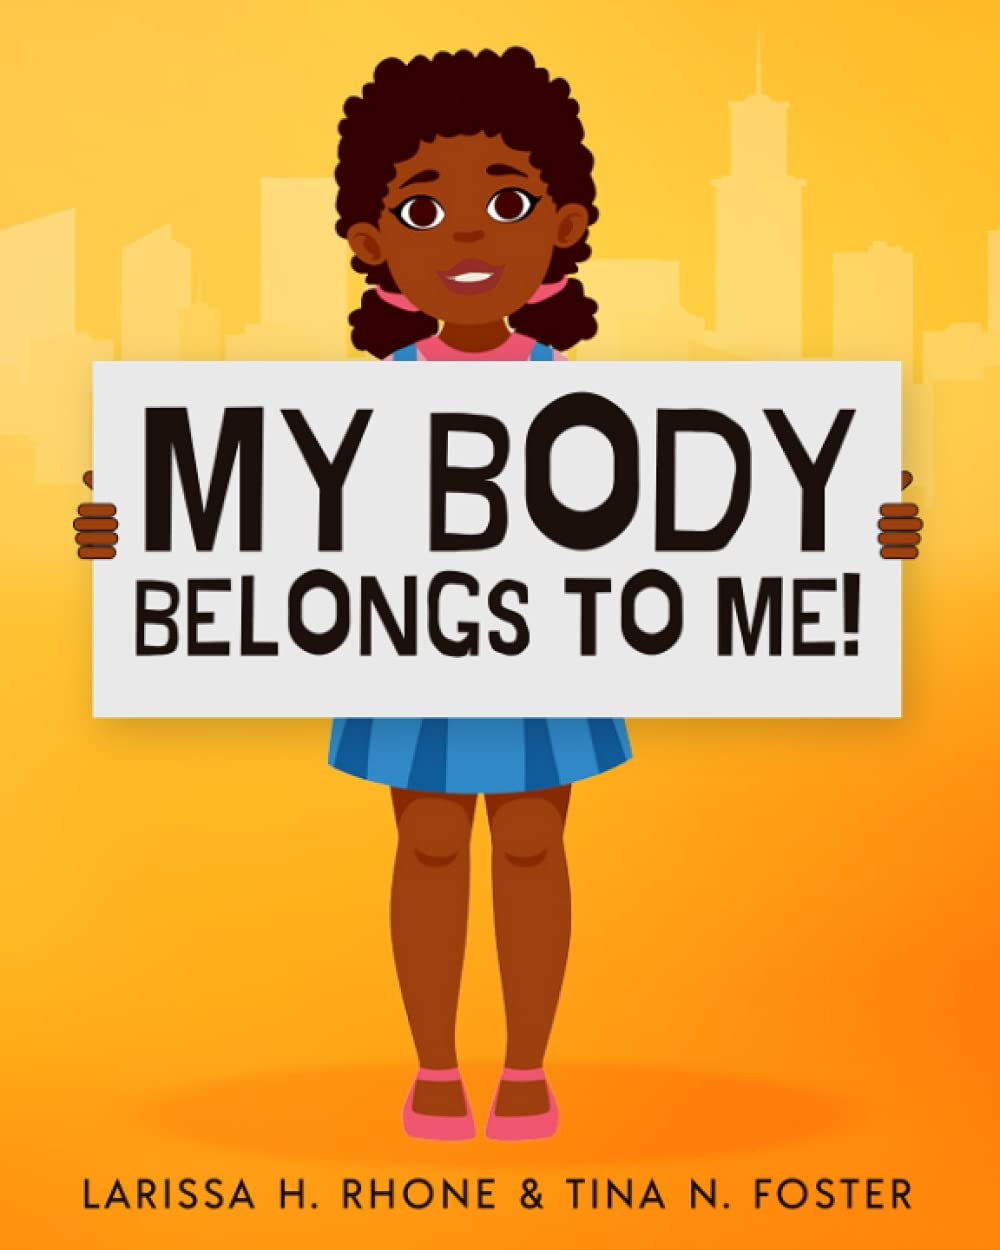 MY BODY
BELONGS TO ME!
LARISSA H. RHONE & TINA N. FOSTER